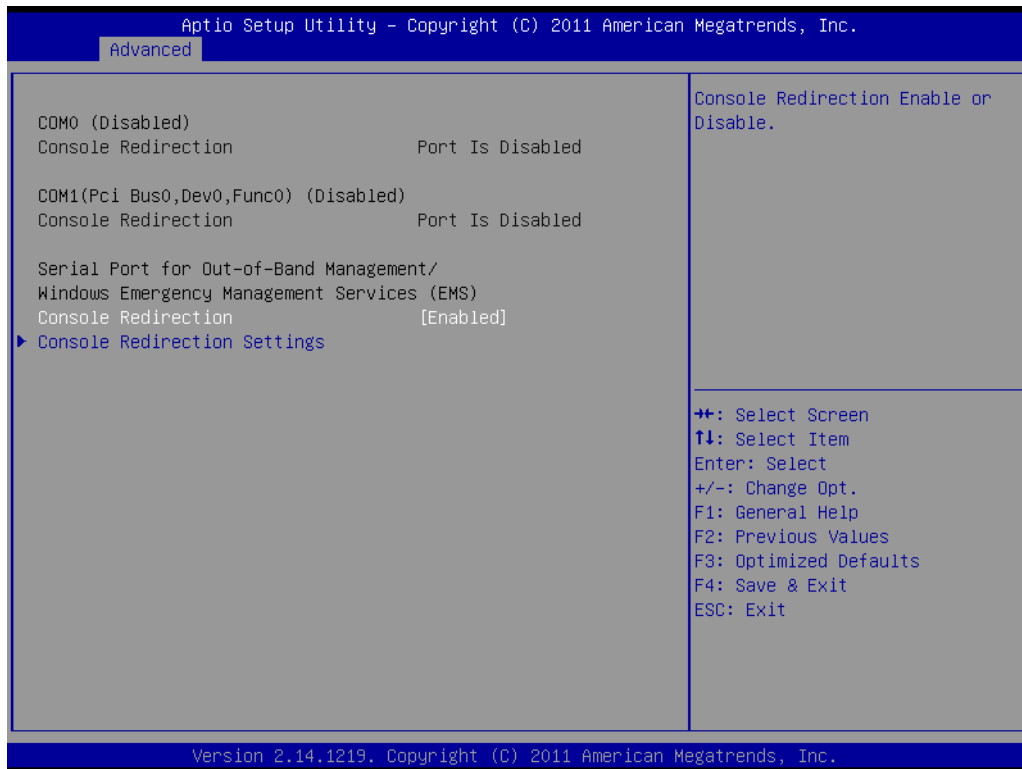 Aptio Setup Utility – Copyright (C) 2011 American Megatrends, Inc.
Advanced
COM0 (Disabled)
Console Redirection Port Is Disabled
COM1(Pci Bus0,Dev0,Func0) (Disabled)
Console Redirection Port Is Disabled
Serial Port for Out-of-Band Management/
Windows Emergency Management Services (EMS)
Console Redirection [Enabled]
Console Redirection Settings
Console Redirection Enable or
Disable.
→←: Select Screen
↑↓: Select Item
Enter: Select
+/-: Change Opt.
F1: General Help
F2: Previous Values
F3: Optimized Defaults
F4: Save & Exit
ESC: Exit
Version 2.14.1219. Copyright (C) 2011 American Megatrends, Inc.